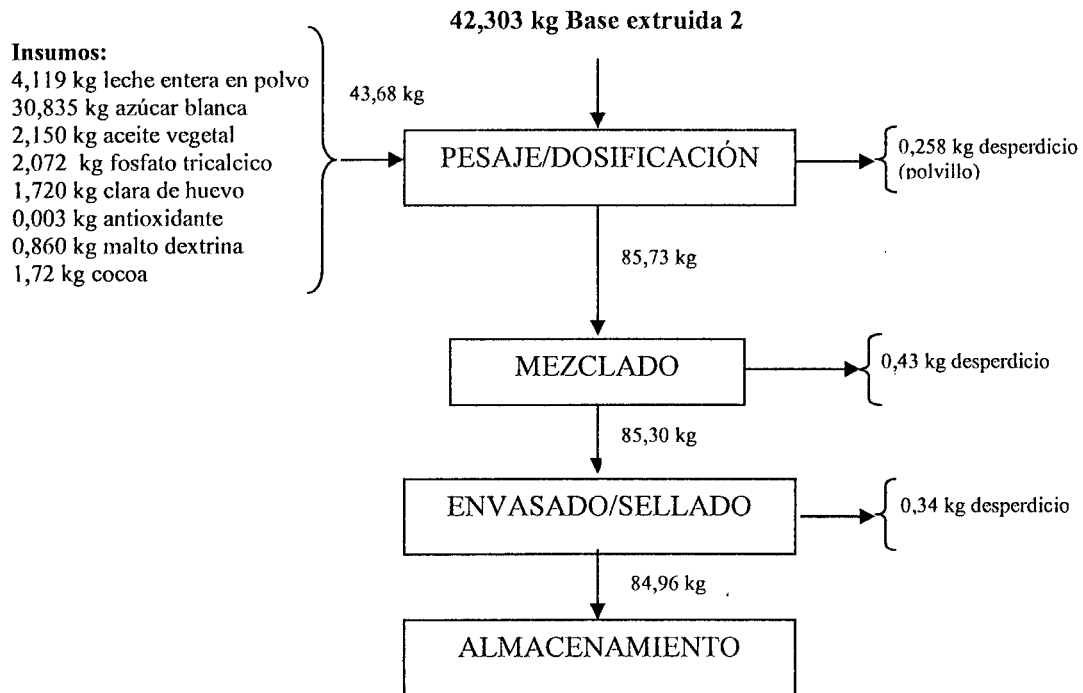 42,303 kg Base extruida 2
Insumos:
4,119 kg leche entera en polvo
30,835 kg azúcar blanca
2,150 kg aceite vegetal
2,072 kg fosfato tricalcico
1,720 kg clara de huevo
0,003 kg antioxidante
0,860 kg malto dextrina
1,72 kg cocoa
43,68 kg
PESAJE/DOSIFICACIÓN
0,258 kg desperdicio
(polvillo)
85,73 kg
MEZCLADO
0,43 kg desperdicio
85,30 kg
ENVASADO/SELLADO
0,34 kg desperdicio
84,96 kg
ALMACENAMIENTO